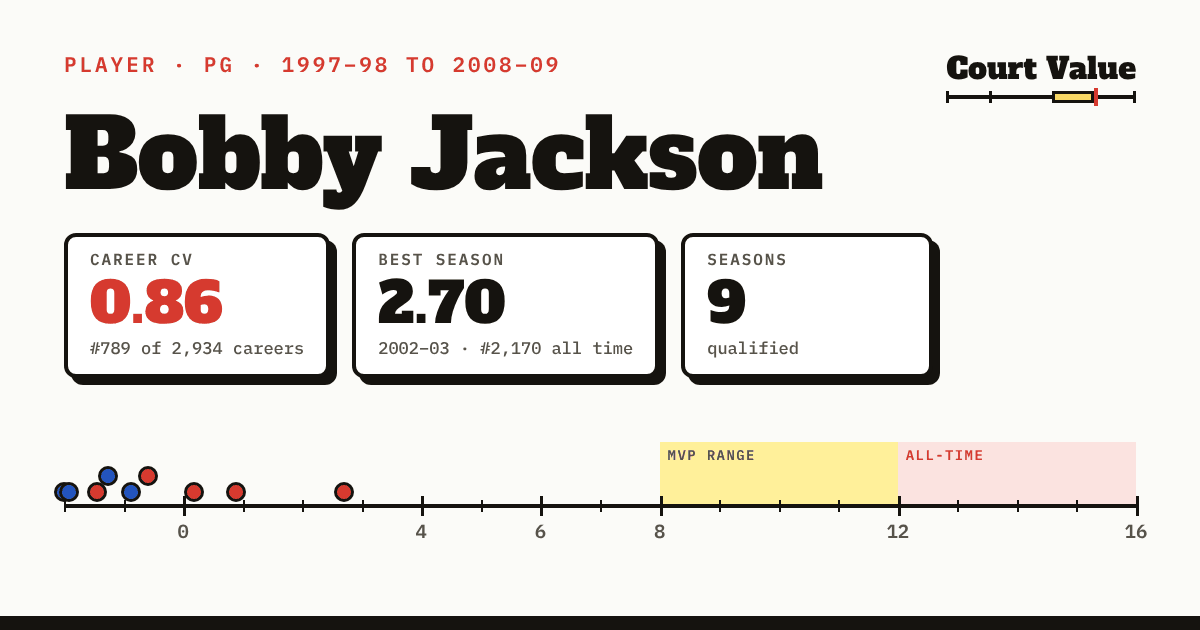 PLAYER · PG · 1997–98 TO 2008–09
Court Value
Bobby Jackson
CAREER CV
0.86
#789 of 2,934 careers
BEST SEASON
2.70
2002–03 · #2,170 all time
SEASONS
9
qualified
MVP RANGE
ALL-TIME
0 4 6 8 12 16